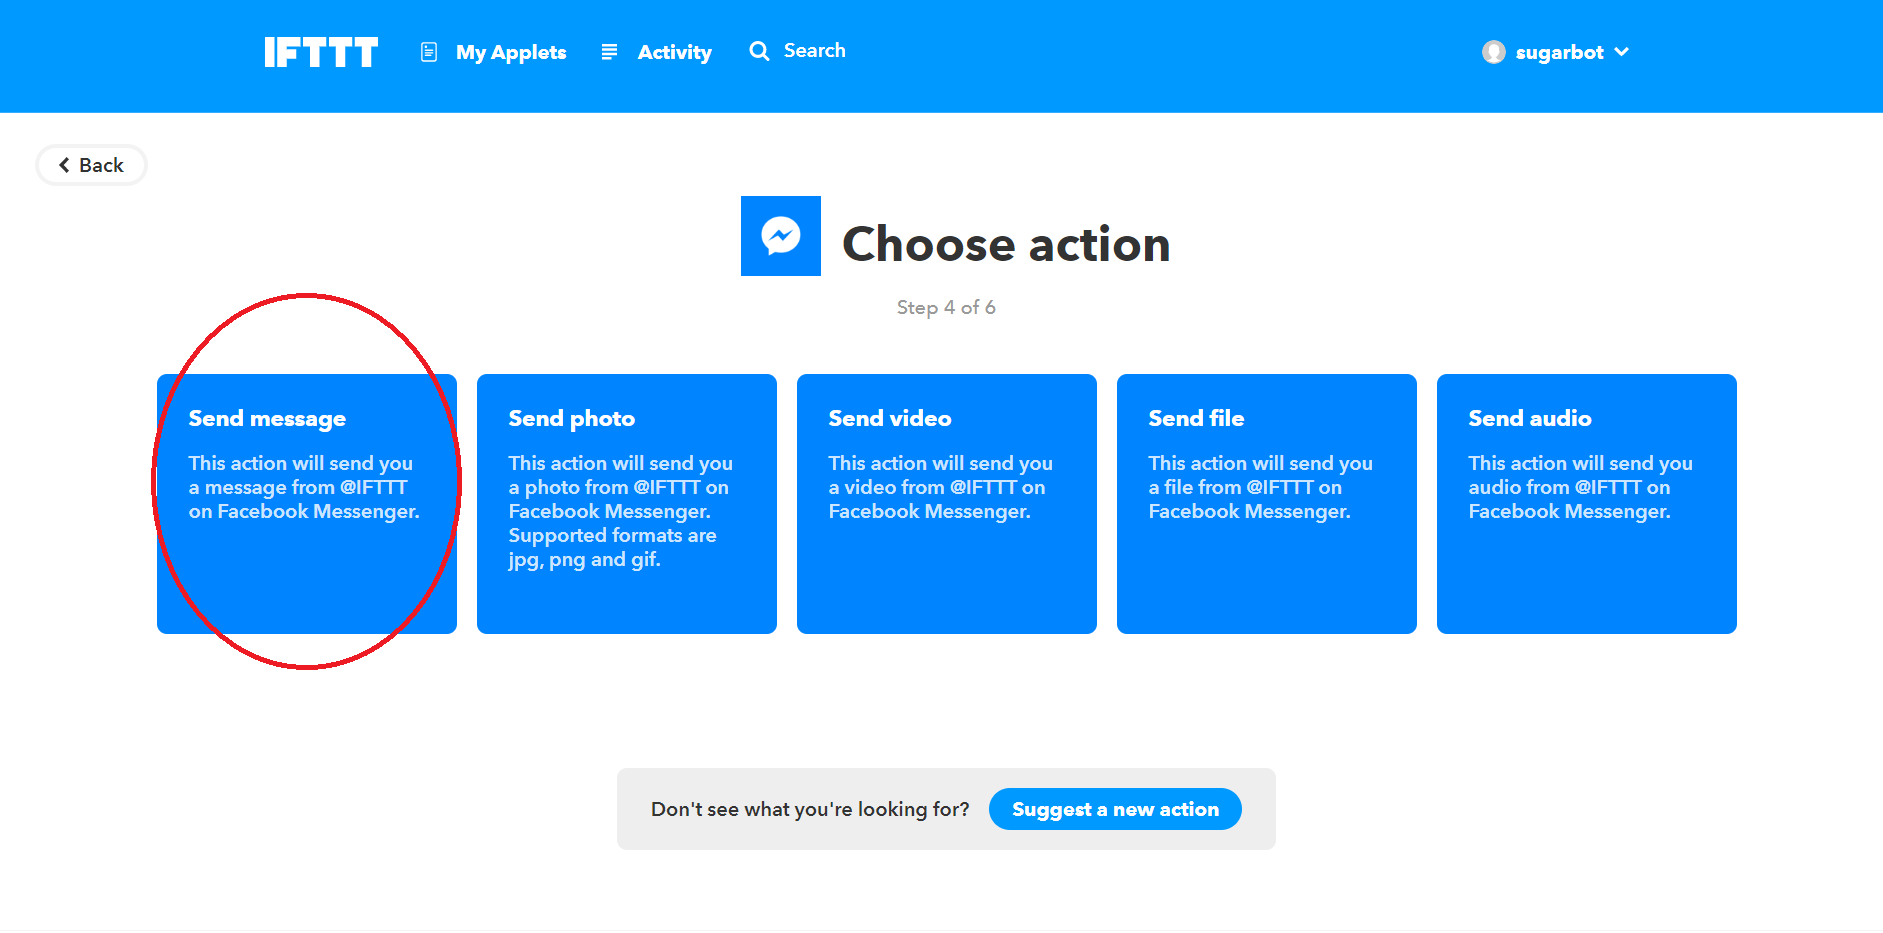 IFTTT My Applets Activity Search sugarbot
Back
Choose action
Step 4 of 6
Send message
This action will send you
a message from @IFTTT
on Facebook Messenger.
Send photo
This action will send you
a photo from @IFTTT on
Facebook Messenger.
Supported formats are
jpg, png and gif.
Send video
This action will send you
a video from @IFTTT on
Facebook Messenger.
Send file
This action will send you
a file from @IFTTT on
Facebook Messenger.
Send audio
This action will send you
audio from @IFTTT on
Facebook Messenger.
Don't see what you're looking for? Suggest a new action